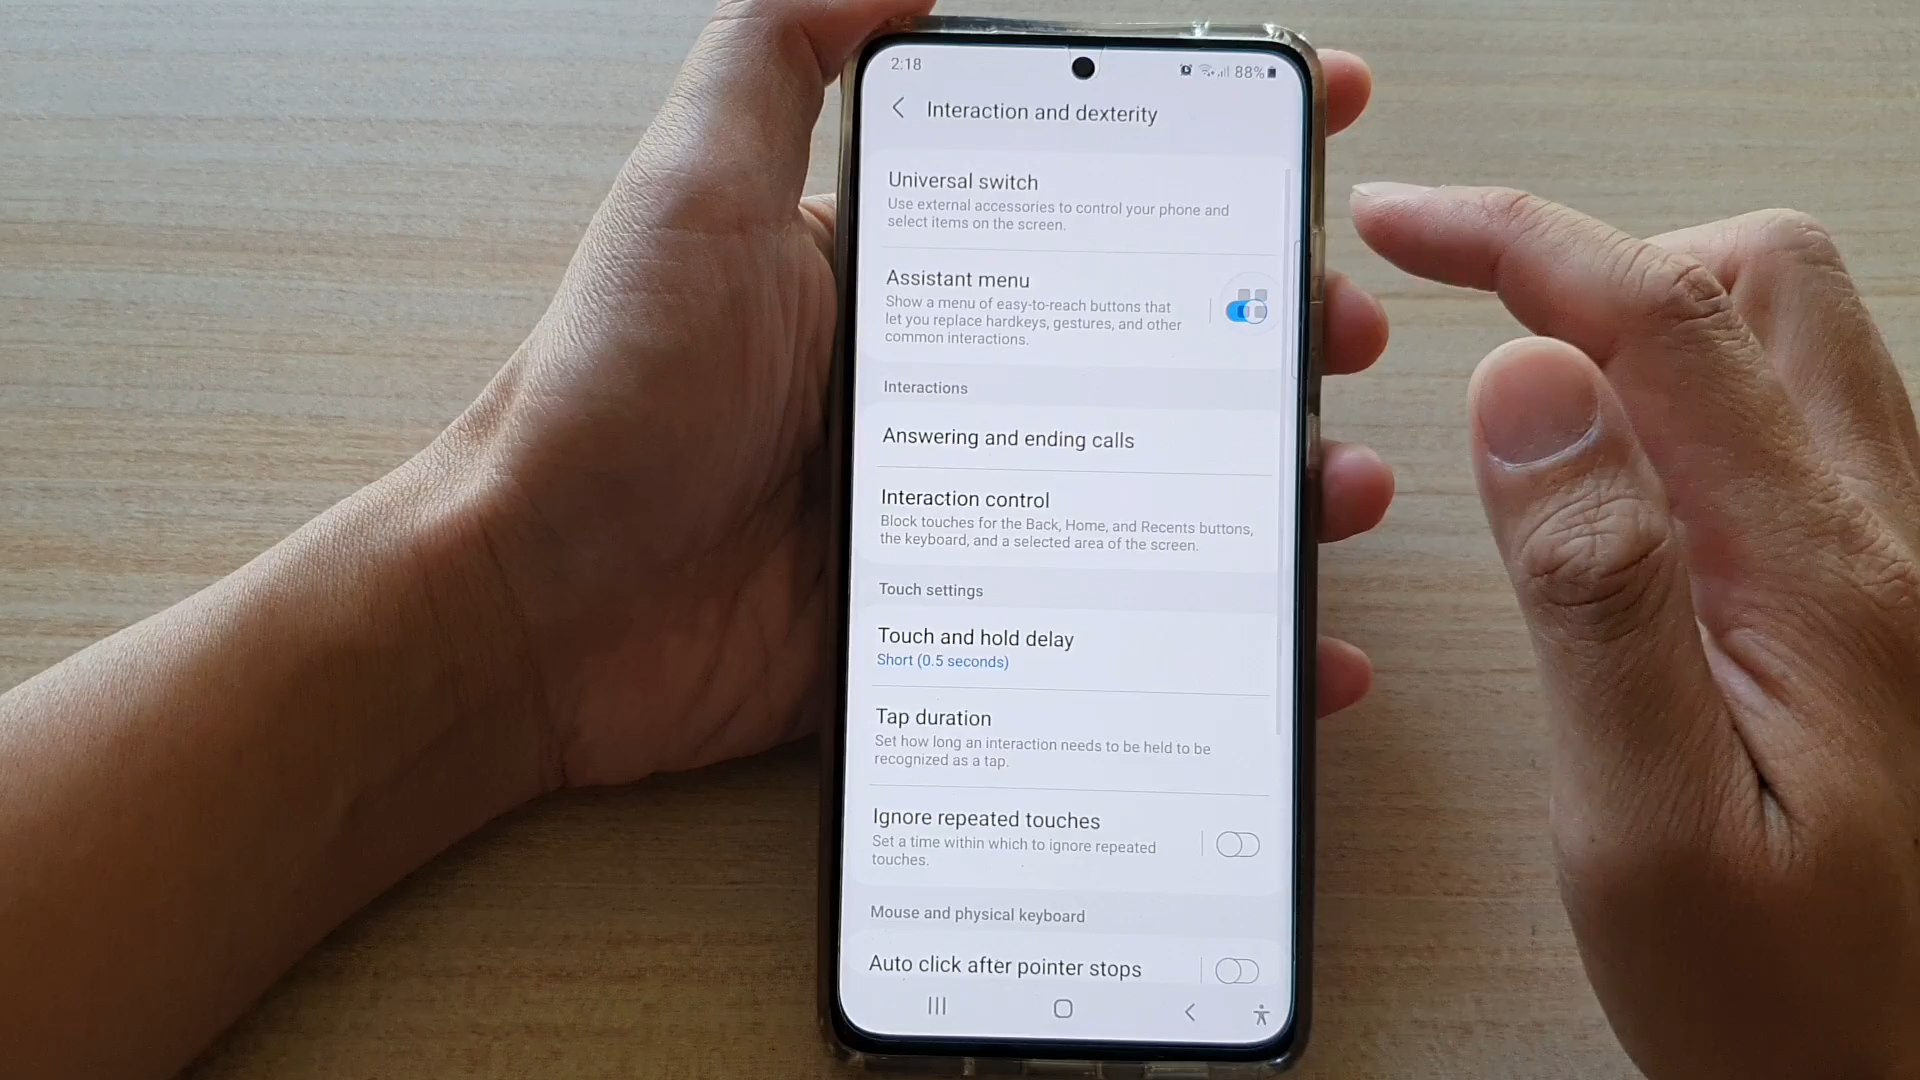 2:18
88%
Interaction and dexterity
Universal switch
Use external accessories to control your phone and
select items on the screen.
Assistant menu
Show a menu of easy-to-reach buttons that
let you replace hardkeys, gestures, and other
common interactions.
Interactions
Answering and ending calls
Interaction control
Block touches for the Back, Home, and Recents buttons,
the keyboard, and a selected area of the screen.
Touch settings
Touch and hold delay
Short (0.5 seconds)
Tap duration
Set how long an interaction needs to be held to be
recognized as a tap.
Ignore repeated touches
Set a time within which to ignore repeated
touches.
Mouse and physical keyboard
Auto click after pointer stops